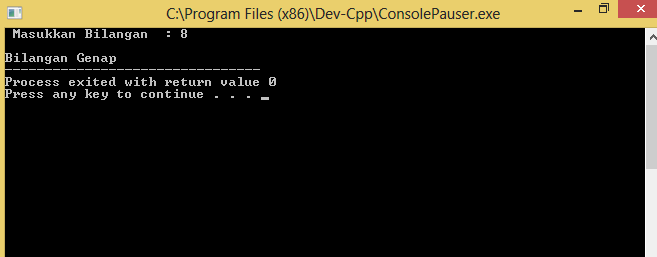 C:\Program Files (x86)\Dev-Cpp\ConsolePauser.exe
Masukkan Bilangan  : 8
Bilangan Genap
--------------------------------
Process exited with return value 0
Press any key to continue . . .